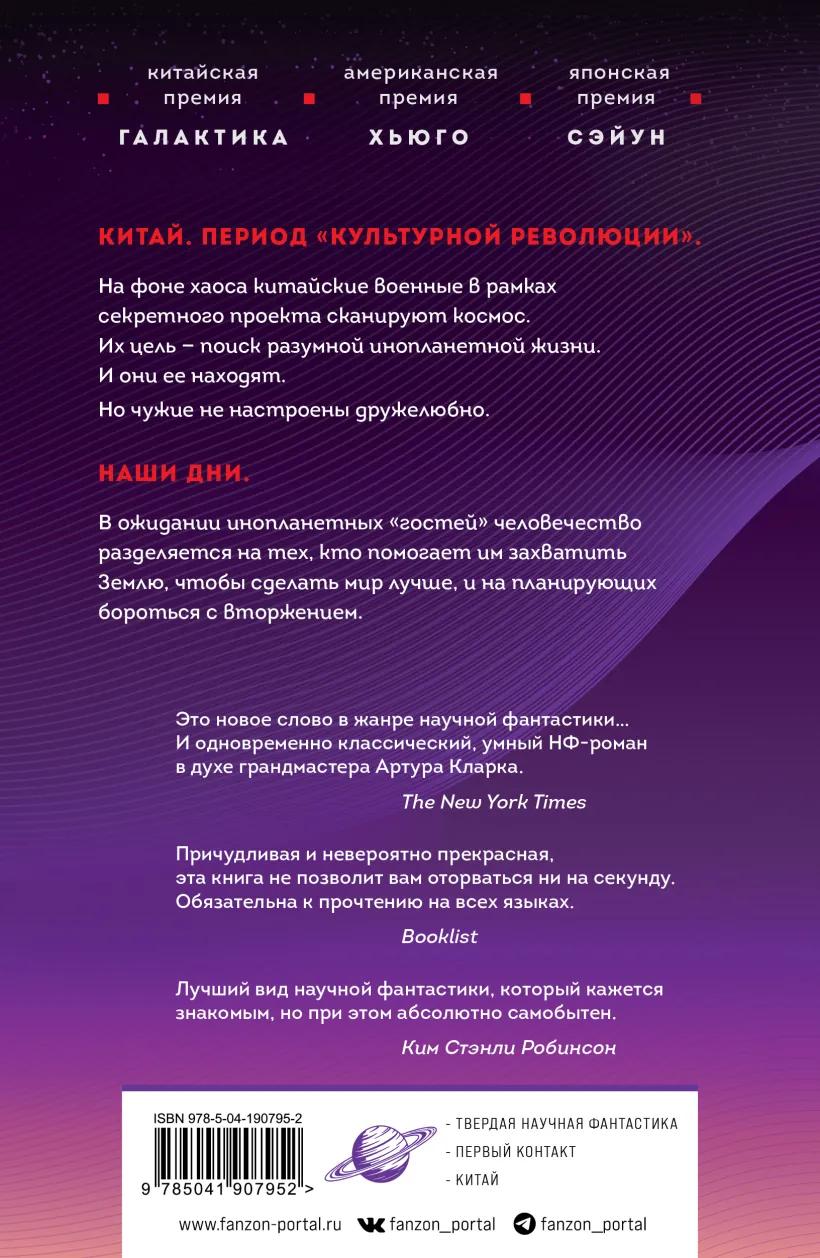 китайская премия
американская премия
японская премия
ГАЛАКТИКА
ХЬЮГО
СЭЙУН
КИТАЙ. ПЕРИОД «КУЛЬТУРНОЙ РЕВОЛЮЦИИ».
На фоне хаоса китайские военные в рамках
секретного проекта сканируют космос.
Их цель – поиск разумной инопланетной жизни.
И они ее находят.
Но чужие не настроены дружелюбно.
НАШИ ДНИ.
В ожидании инопланетных «гостей» человечество
разделяется на тех, кто помогает им захватить
Землю, чтобы сделать мир лучше, и на планирующих
бороться с вторжением.
Это новое слово в жанре научной фантастики...
И одновременно классический, умный НФ-роман
в духе грандмастера Артура Кларка.
The New York Times
Причудливая и невероятно прекрасная,
эта книга не позволит вам оторваться ни на секунду.
Обязательна к прочтению на всех языках.
Booklist
Лучший вид научной фантастики, который кажется
знакомым, но при этом абсолютно самобытен.
Ким Стэнли Робинсон
ISBN 978-5-04-190795-2
9 785041 907952 >
- ТВЕРДАЯ НАУЧНАЯ ФАНТАСТИКА
- ПЕРВЫЙ КОНТАКТ
- КИТАЙ
www.fanzon-portal.ru fanzon_portal fanzon_portal